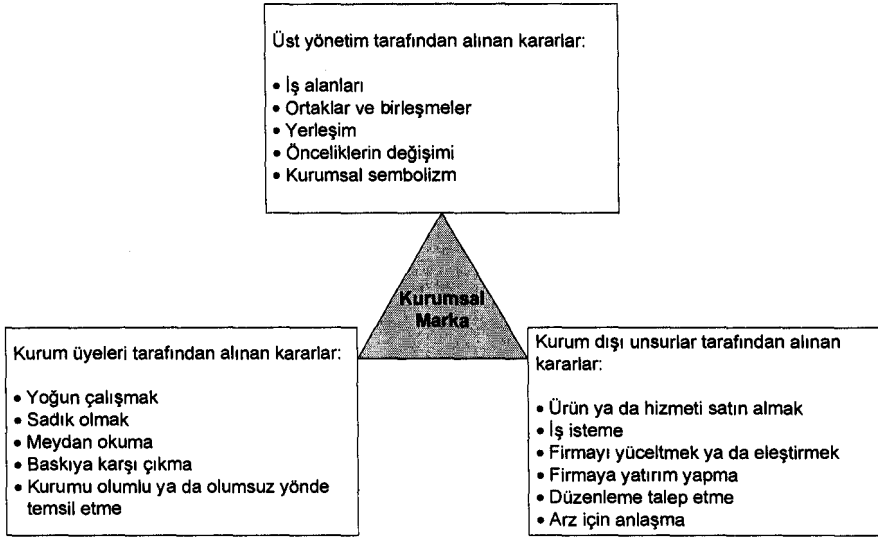 Üst yönetim tarafından alınan kararlar:
• İş alanları
• Ortaklar ve birleşmeler
• Yerleşim
• Önceliklerin değişimi
• Kurumsal sembolizm
Kurumsal
Marka
Kurum üyeleri tarafından alınan kararlar:
• Yoğun çalışmak
• Sadık olmak
• Meydan okuma
• Baskıya karşı çıkma
• Kurumu olumlu ya da olumsuz yönde
temsil etme
Kurum dışı unsurlar tarafından alınan
kararlar:
• Ürün ya da hizmeti satın almak
• İş isteme
• Firmayı yüceltmek ya da eleştirmek
• Firmaya yatırım yapma
• Düzenleme talep etme
• Arz için anlaşma